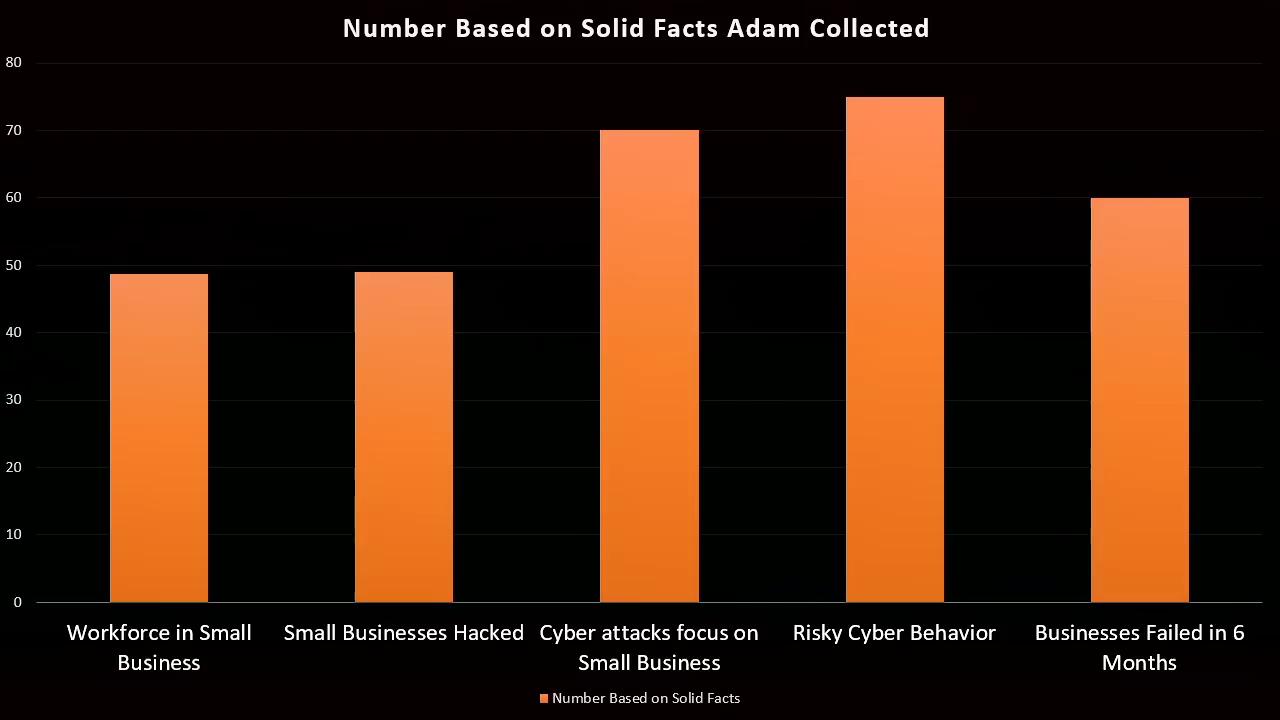 Number Based on Solid Facts Adam Collected
80
70
60
50
40
30
20
10
0
Workforce in Small
Business
Small Businesses Hacked
Cyber attacks focus on
Small Business
Risky Cyber Behavior
Businesses Failed in 6
Months
Number Based on Solid Facts